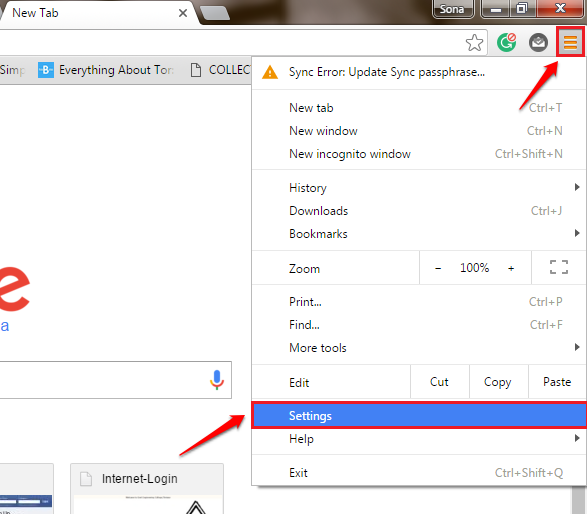 Sona
New Tab
Simp Everything About Tor COLLEC
Sync Error: Update Sync passphrase...
New tab Ctrl+T
New window Ctrl+N
New incognito window Ctrl+Shift+N
History
Downloads Ctrl+J
Bookmarks
Zoom − 100% +
Print... Ctrl+P
Find... Ctrl+F
More tools
e
a
Edit Cut Copy Paste
Settings
Help
Exit Ctrl+Shift+Q
Internet-Login